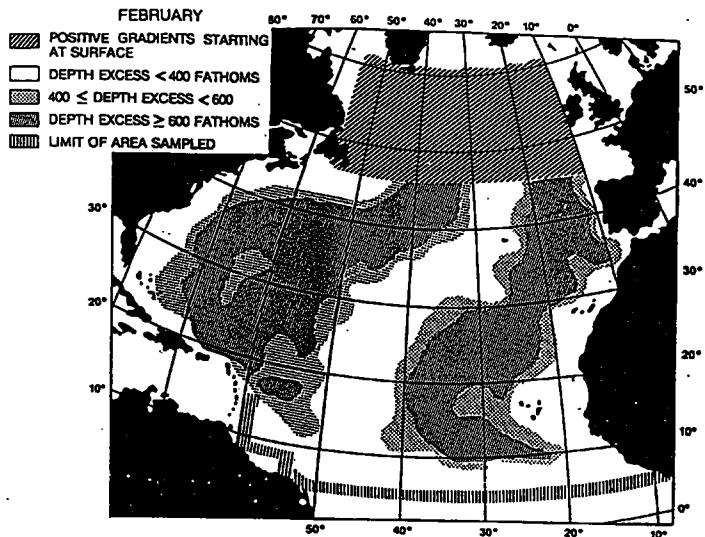 FEBRUARY
POSITIVE GRADIENTS STARTING
AT SURFACE
DEPTH EXCESS < 400 FATHOMS
400 ≤ DEPTH EXCESS < 600
DEPTH EXCESS ≥ 600 FATHOMS
LIMIT OF AREA SAMPLED
80° 70° 60° 50° 40° 30° 20° 10° 0°
50°
40°
30°
30°
20°
20°
10°
10°
0°
50° 40° 30° 20° 10°